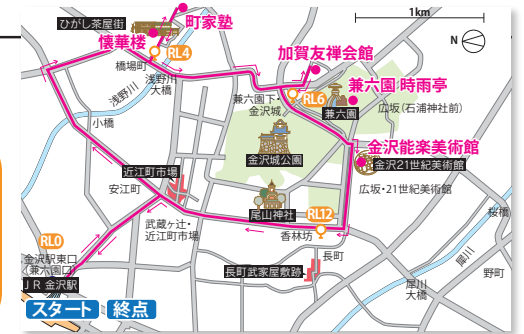 1km
N
ひがし茶屋街
町家塾
懐華楼
RL4
橋場町
浅野川
大橋
浅野川
小橋
加賀友禅会館
兼六園下・
金沢城
RL6
兼六園 時雨亭
兼六園
広坂(石浦神社前)
金沢城公園
金沢能楽美術館
金沢21世紀美術館
広坂・21世紀美術館
近江町市場
安江町
尾山神社
武蔵ヶ辻・
近江町市場
RL12
香林坊
長町
長町武家屋敷跡
RL0
金沢駅東口
(兼六園口)
JR 金沢駅
スタート 終点
桜橋
犀川
野町
犀川
大橋